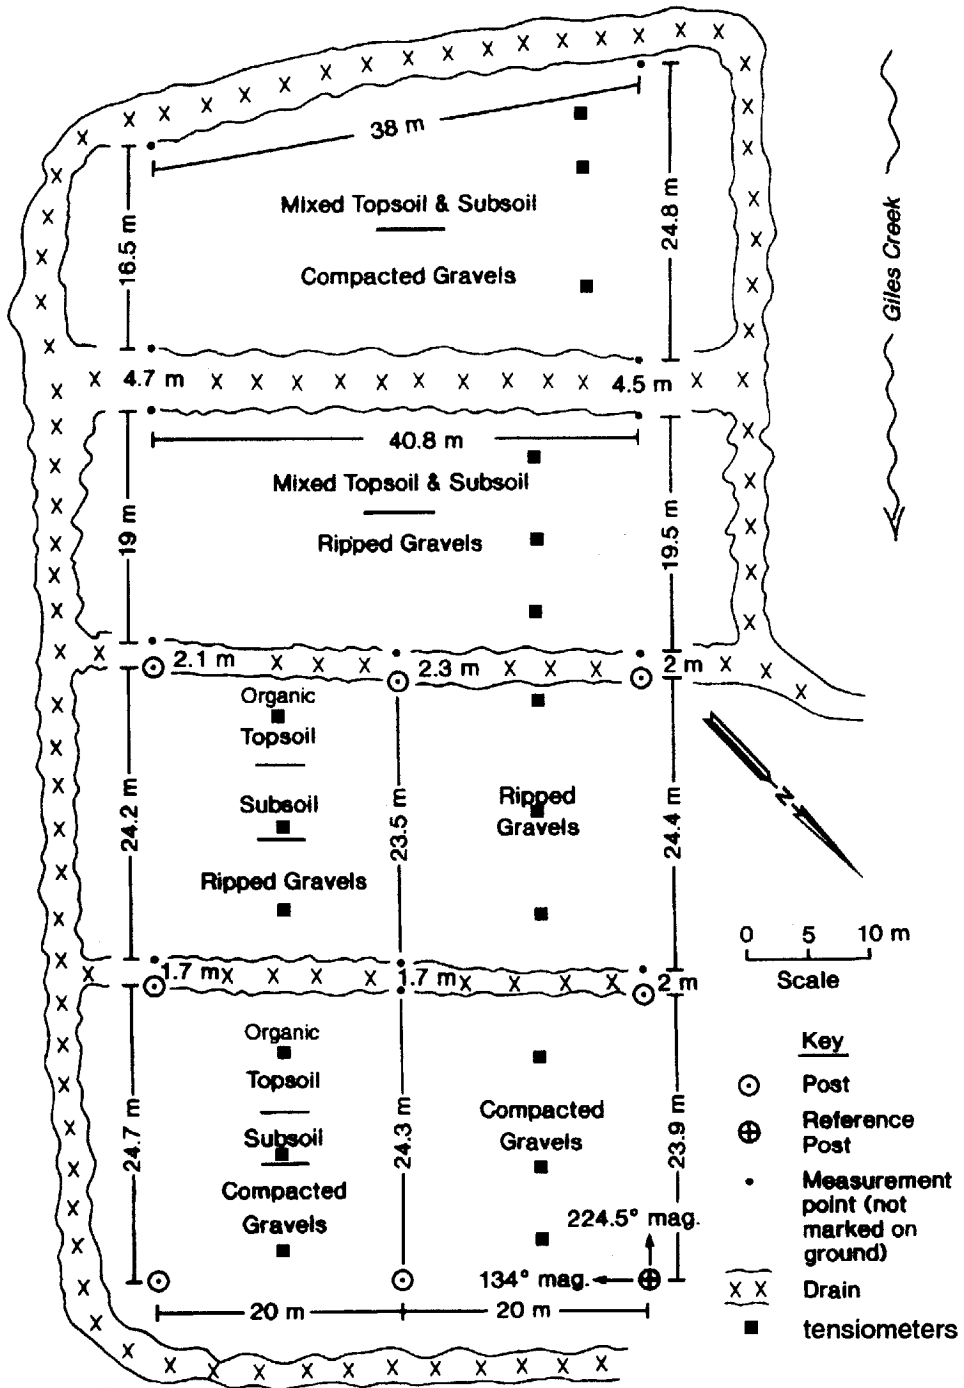 38 m
Mixed Topsoil & Subsoil
Compacted Gravels
16.5 m
24.8 m
Giles Creek
4.7 m
4.5 m
40.8 m
Mixed Topsoil & Subsoil
Ripped Gravels
19 m
19.5 m
2.1 m
2.3 m
2 m
Organic
Topsoil
Subsoil
Ripped Gravels
24.2 m
23.5 m
Ripped
Gravels
24.4 m
N
0 5 10 m
Scale
1.7 m
1.7 m
2 m
Organic
Topsoil
Subsoil
Compacted
Gravels
24.7 m
24.3 m
Compacted
Gravels
23.9 m
224.5° mag.
134° mag.
20 m
20 m
Key
Post
Reference
Post
Measurement
point (not
marked on
ground)
X X Drain
tensiometers